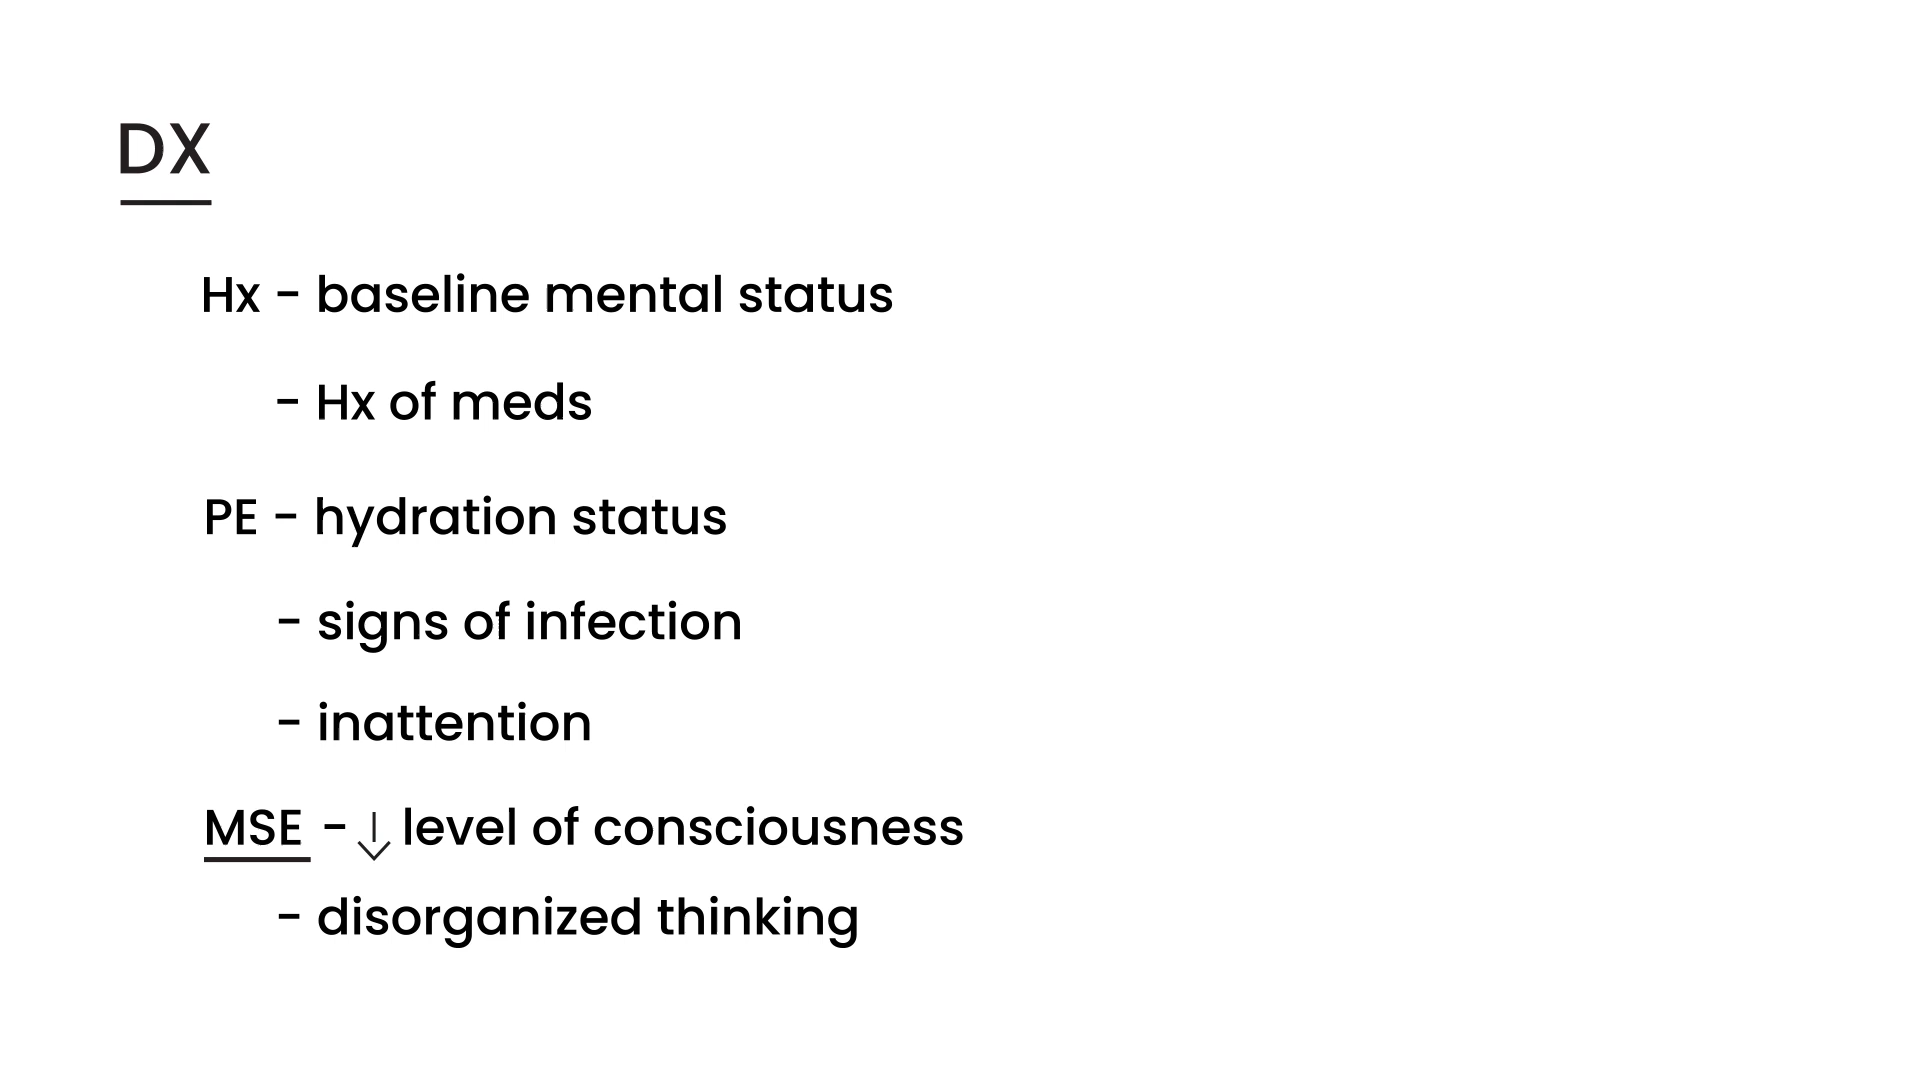 DX
Hx - baseline mental status
- Hx of meds
PE - hydration status
- signs of infection
- inattention
MSE - ↓ level of consciousness
- disorganized thinking